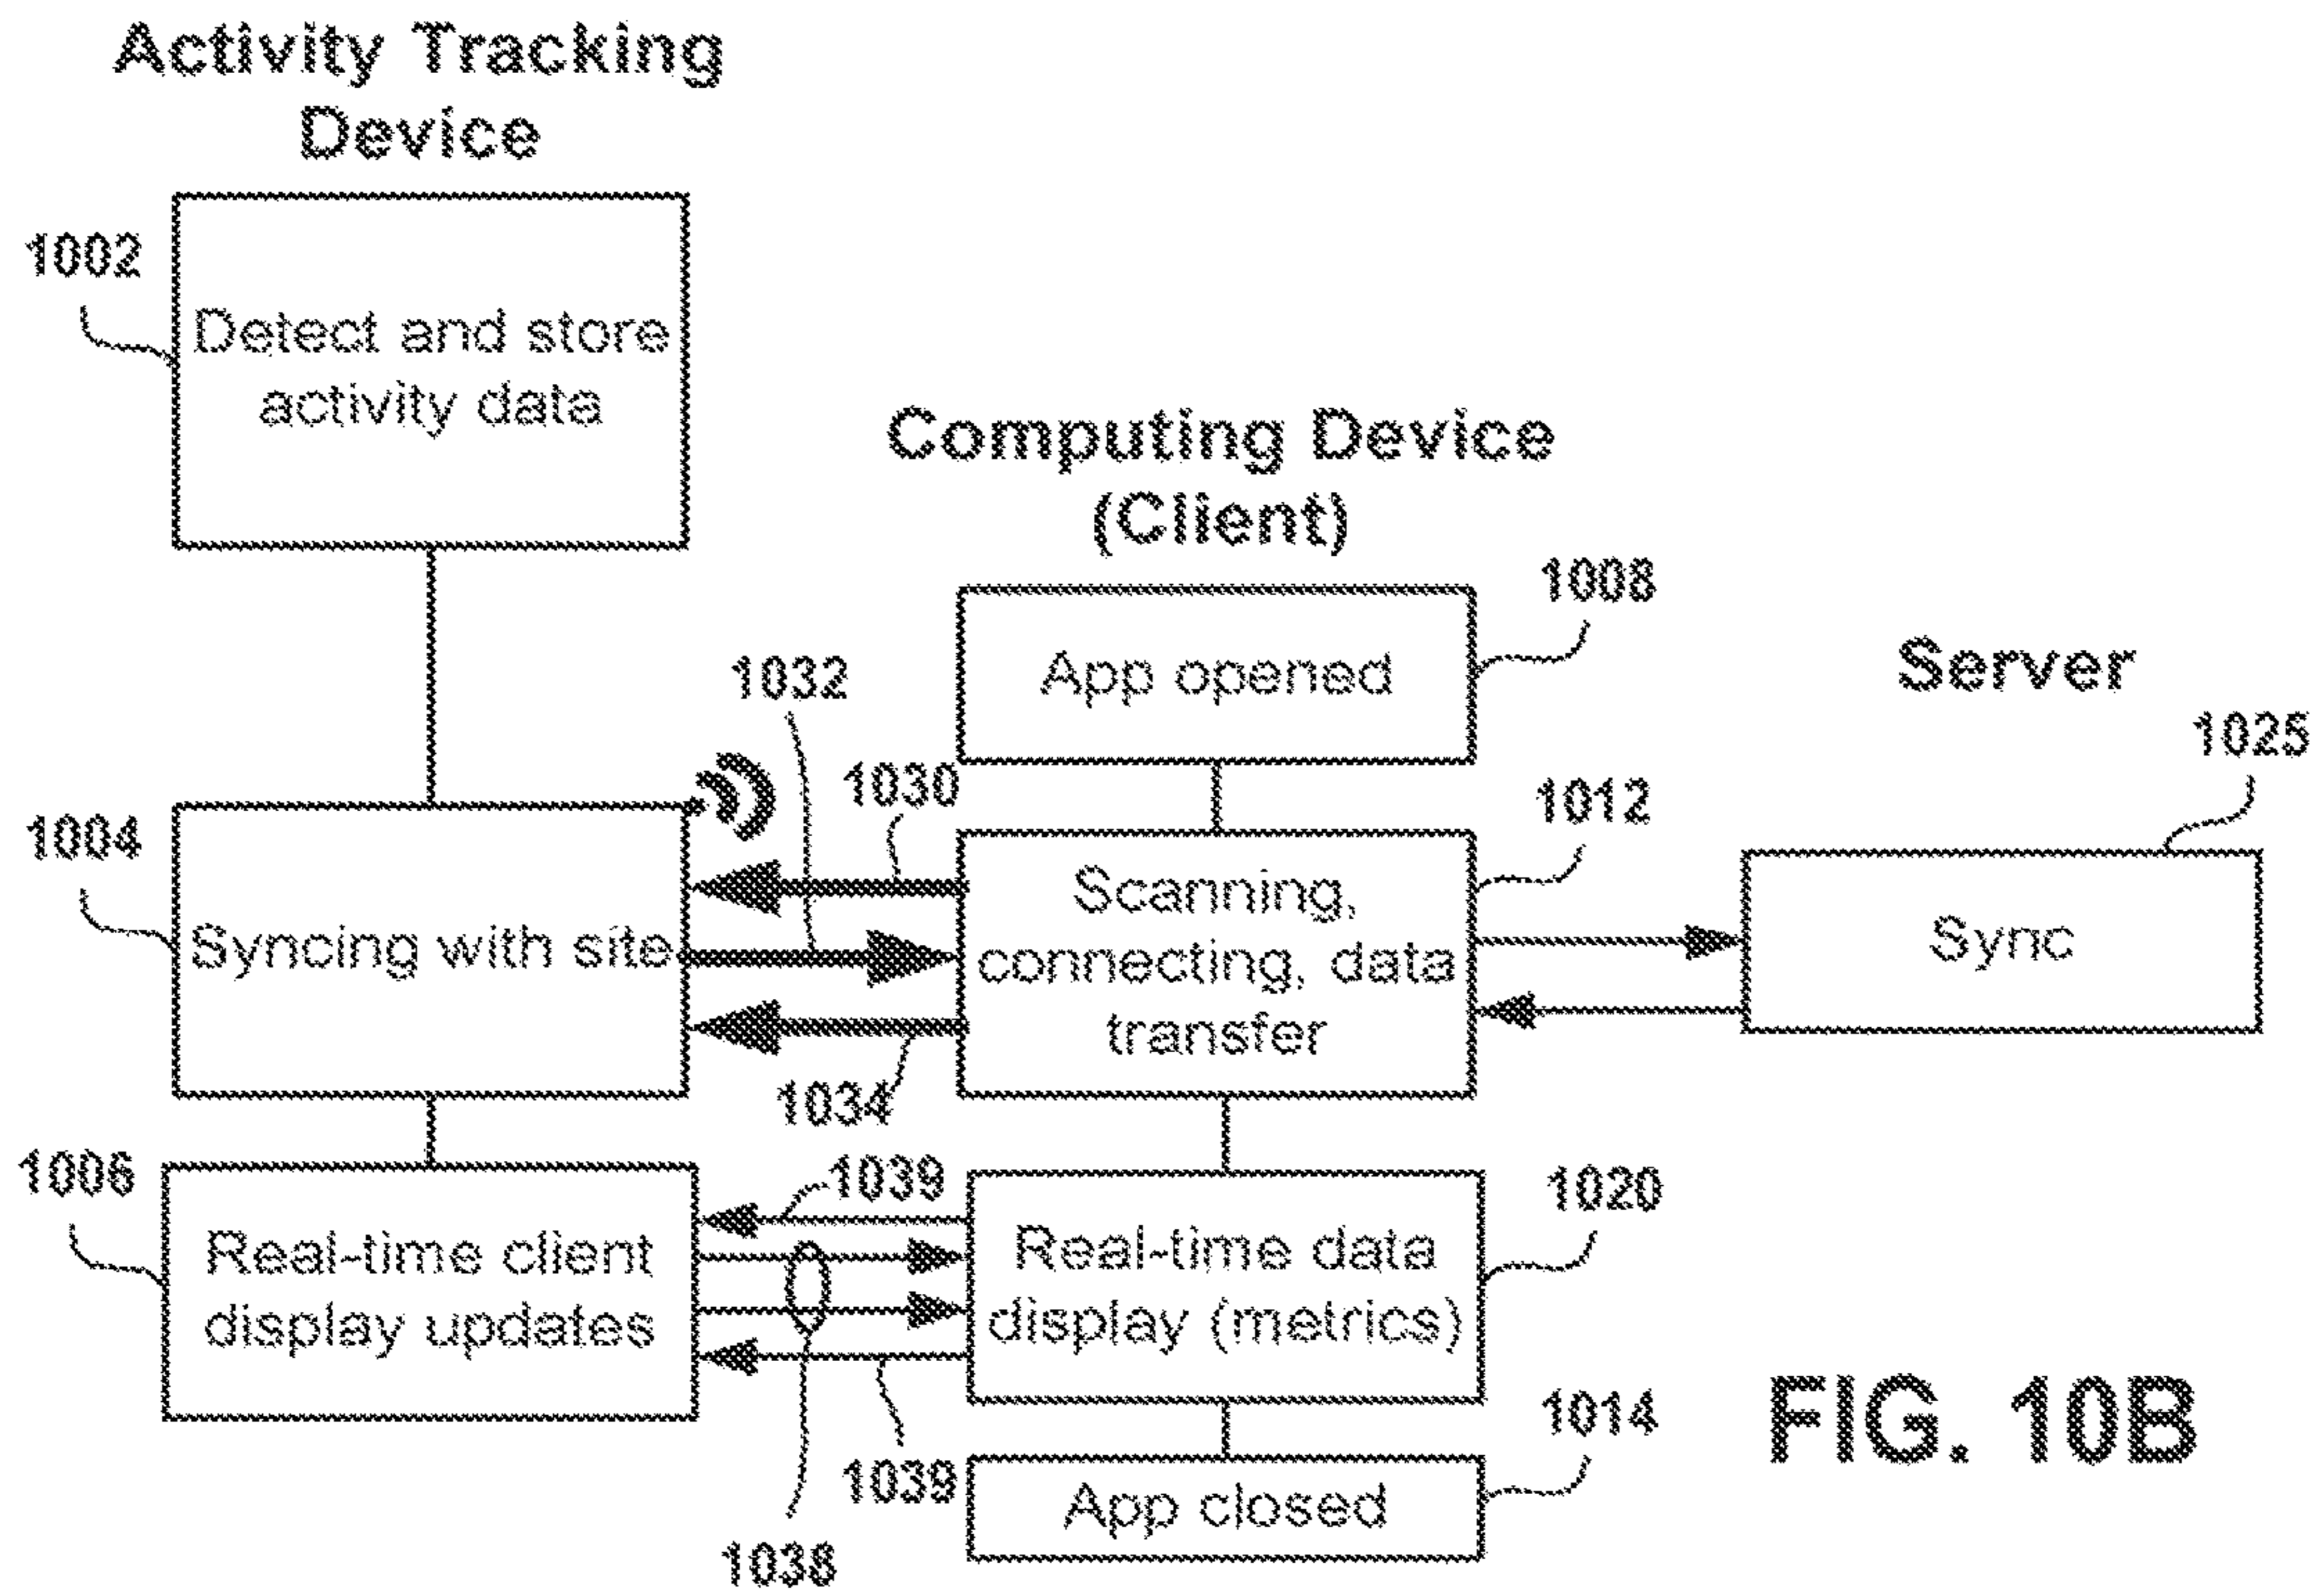 Activity Tracking
Device
1002
Detect and store
activity data
Computing Device
(Client)
1008
App opened
Server
1032
1025
1030
1012
1004
Syncing with site
Scanning,
connecting, data
transfer
Sync
1034
1006
1039
1020
Real-time client
display updates
Real-time data
display (metrics)
1014
1039
App closed
1038
FIG. 10B